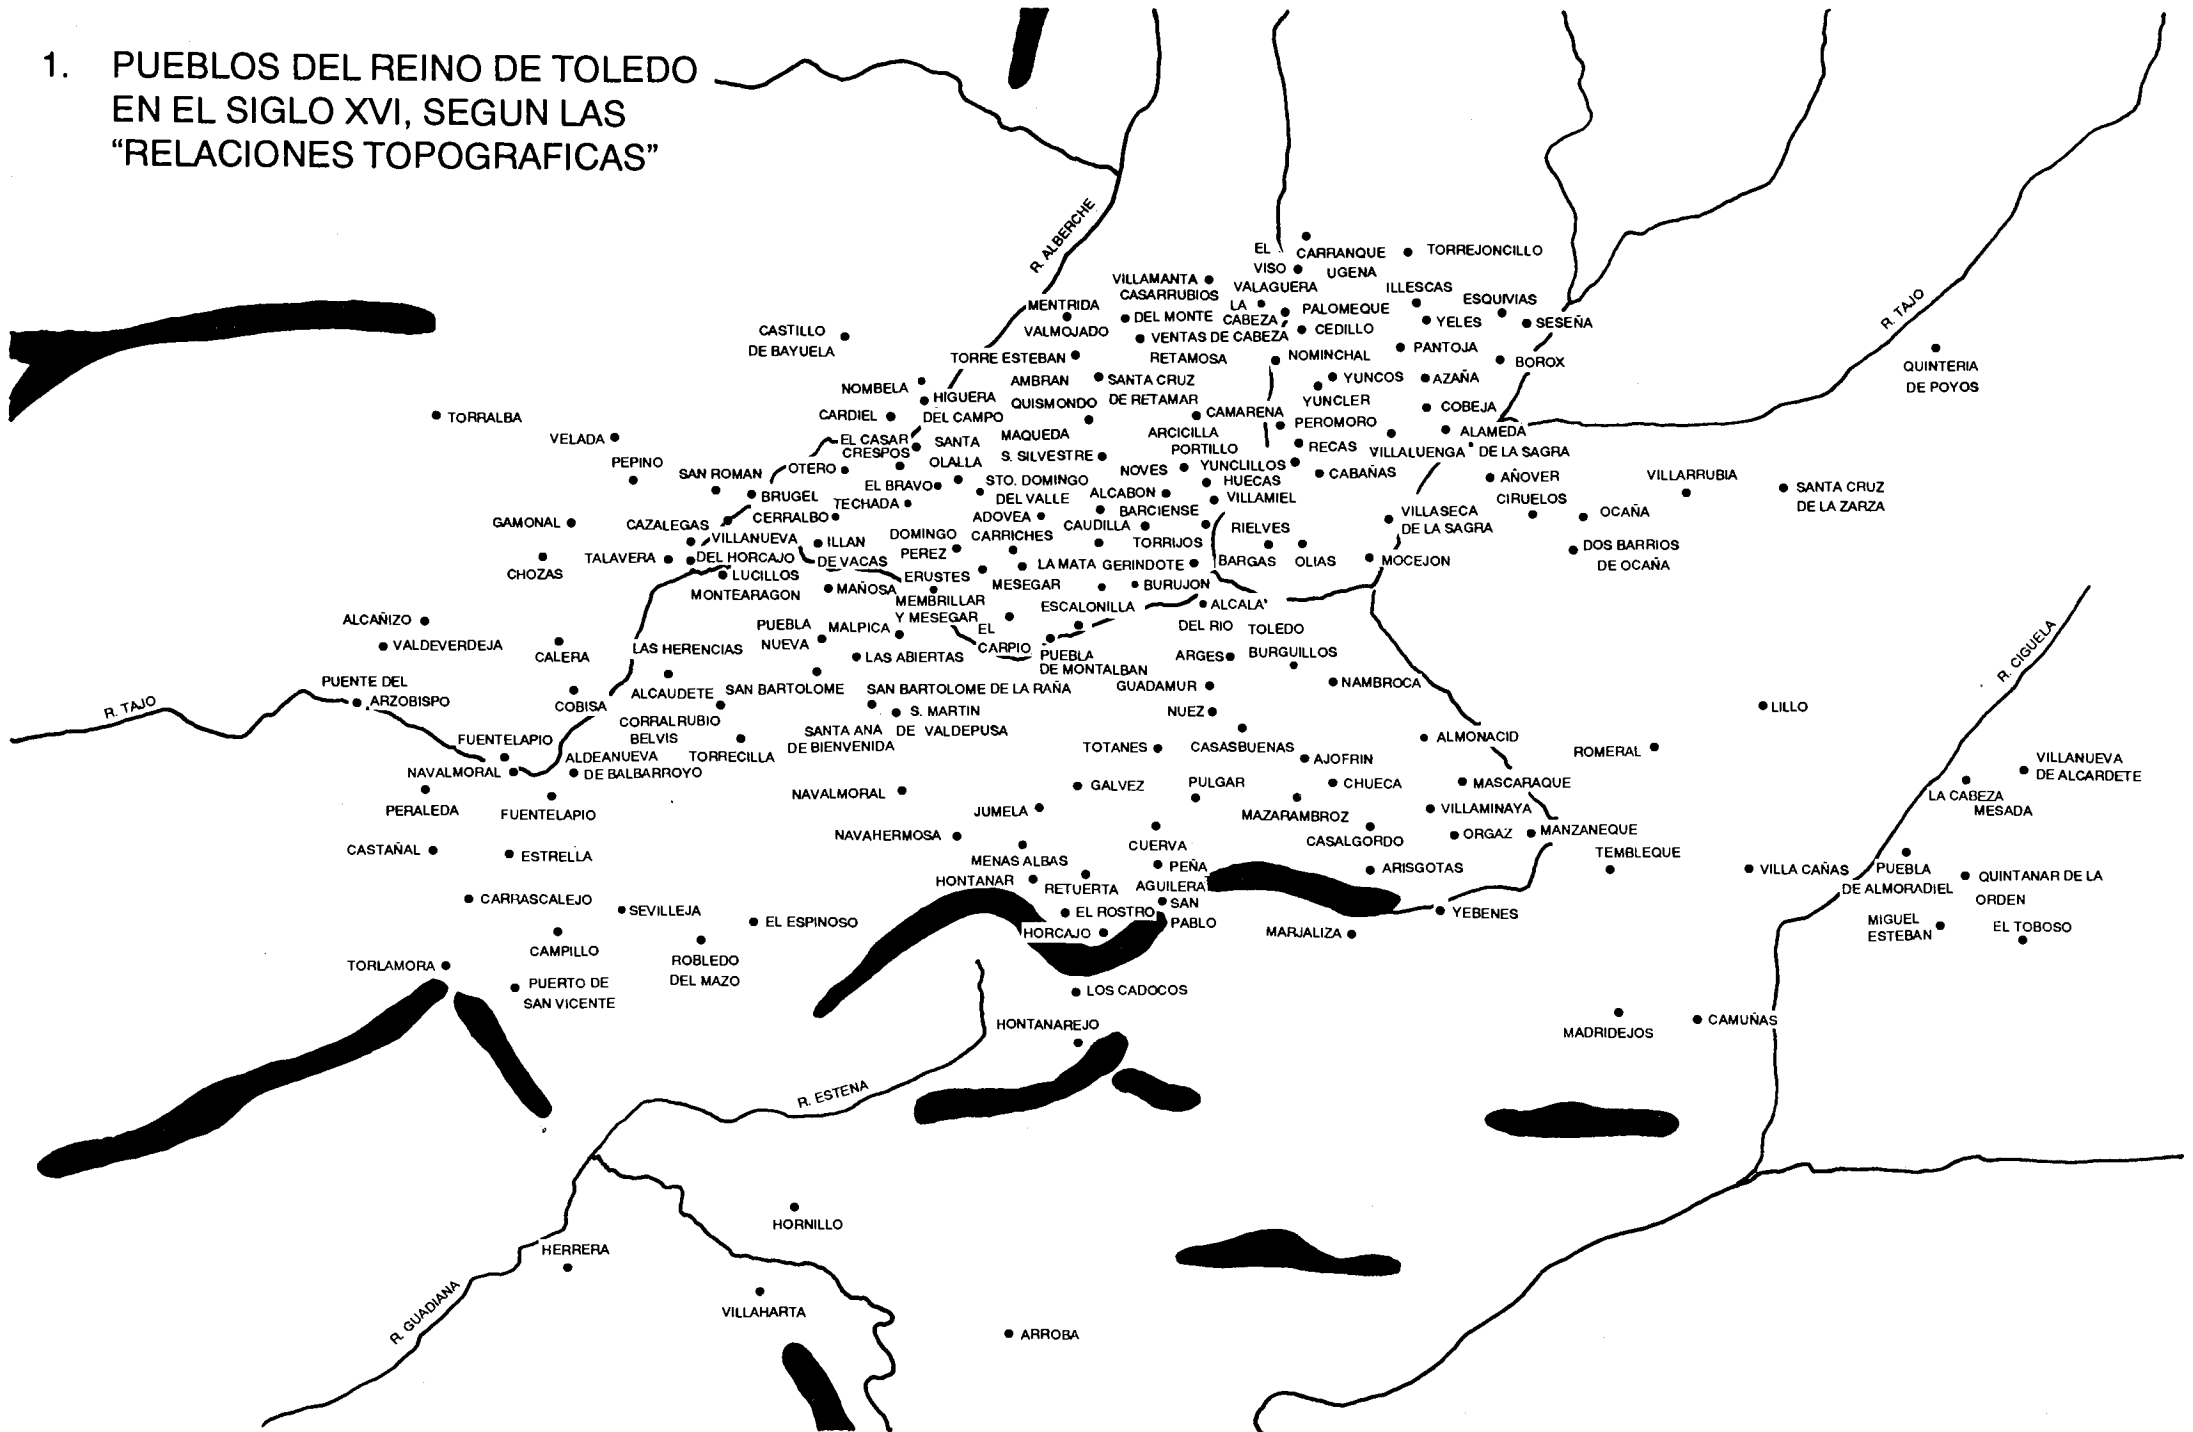 1. PUEBLOS DEL REINO DE TOLEDO
EN EL SIGLO XVI, SEGUN LAS
“RELACIONES TOPOGRAFICAS”
R. ALBERCHE
EL
VISO
CARRANQUE
TORREJONCILLO
UGENA
VILLAMANTA
CASARRUBIOS
DEL MONTE
VALAGUERA
ILLESCAS
ESQUIVIAS
MENTRIDA
LA
CABEZA
PALOMEQUE
YELES
SESEÑA
R. TAJO
CASTILLO
DE BAYUELA
VALMOJADO
VENTAS DE CABEZA
RETAMOSA
CEDILLO
PANTOJA
TORRE ESTEBAN
NOMINCHAL
BOROX
QUINTERIA
DE POYOS
NOMBELA
AMBRAN
SANTA CRUZ
DE RETAMAR
YUNCOS
AZAÑA
HIGUERA
DEL CAMPO
QUISMONDO
YUNCLER
COBEJA
TORRALBA
CARDIEL
CAMARENA
PEROMORO
ALAMEDA
DE LA SAGRA
VELADA
EL CASAR
CRESPOS
SANTA
OLALLA
MAQUEDA
ARCICILLA
PORTILLO
RECAS
VILLALUENGA
PEPINO
SAN ROMAN
OTERO
S. SILVESTRE
NOVES
YUNCLILLOS
CABAÑAS
AÑOVER
VILLARRUBIA
EL BRAVO
STO. DOMINGO
DEL VALLE
HUECAS
SANTA CRUZ
DE LA ZARZA
BRUGEL
TECHADA
ALCABON
VILLAMIEL
CIRUELOS
GAMONAL
CAZALEGAS
CERRALBO
ADOVEA
BARCIENSE
VILLASECA
DE LA SAGRA
OCAÑA
VILLANUEVA
DEL HORCAJO
ILLAN
DE VACAS
DOMINGO
PEREZ
CARRICHES
CAUDILLA
TORRIJOS
RIELVES
DOS BARRIOS
DE OCAÑA
CHOZAS
TALAVERA
LA MATA
GERINDOTE
BARGAS
OLIAS
MOCEJON
LUCILLOS
ERUSTES
MESEGAR
BURUJON
MONTEARAGON
MAÑOSA
MEMBRILLAR
Y MESEGAR
ESCALONILLA
ALCALA'
DEL RIO
ALCAÑIZO
PUEBLA
NUEVA
MALPICA
EL
CARPIO
TOLEDO
VALDEVERDEJA
CALERA
LAS HERENCIAS
LAS ABIERTAS
PUEBLA
DE MONTALBAN
ARGES
BURGUILLOS
R. CIGUELA
PUENTE DEL
ARZOBISPO
R. TAJO
COBISA
ALCAUDETE
SAN BARTOLOME
SAN BARTOLOME DE LA RAÑA
GUADAMUR
NAMBROCA
CORRALRUBIO
BELVIS
S. MARTIN
DE VALDEPUSA
NUEZ
LILLO
FUENTELAPIO
SANTA ANA
DE BIENVENIDA
TOTANES
CASASBUENAS
ALMONACID
ROMERAL
NAVALMORAL
ALDEANUEVA
DE BALBARROYO
TORRECILLA
AJOFRIN
VILLANUEVA
DE ALCARDETE
PERALEDA
FUENTELAPIO
NAVALMORAL
GALVEZ
PULGAR
CHUECA
MASCARAQUE
LA CABEZA
MESADA
JUMELA
MAZARAMBROZ
VILLAMINAYA
CASTAÑAL
ESTRELLA
NAVAHERMOSA
CUERVA
CASALGORDO
ORGAZ
MANZANEQUE
MENAS ALBAS
PEÑA
AGUILERA
ARISGOTAS
TEMBLEQUE
VILLA CAÑAS
PUEBLA
DE ALMORADIEL
QUINTANAR DE LA
ORDEN
HONTANAR
RETUERTA
CARRASCALEJO
SEVILLEJA
EL ESPINOSO
EL ROSTRO
SAN
PABLO
YEBENES
MIGUEL
ESTEBAN
EL TOBOSO
CAMPILLO
HORCAJO
MARJALIZA
TORLAMORA
ROBLEDO
DEL MAZO
PUERTO DE
SAN VICENTE
LOS CADOCOS
HONTANAREJO
MADRIDEJOS
CAMUÑAS
R. ESTENA
HORNILLO
HERRERA
R. GUADIANA
VILLAHARTA
ARROBA